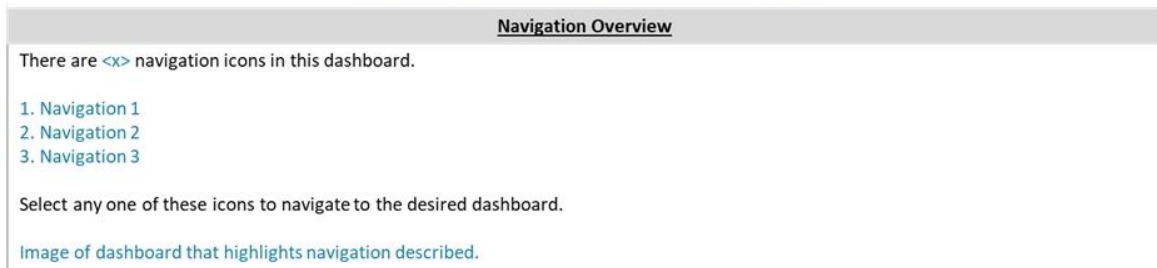 Navigation Overview
There are <x> navigation icons in this dashboard.
1. Navigation 1
2. Navigation 2
3. Navigation 3
Select any one of these icons to navigate to the desired dashboard.
Image of dashboard that highlights navigation described.